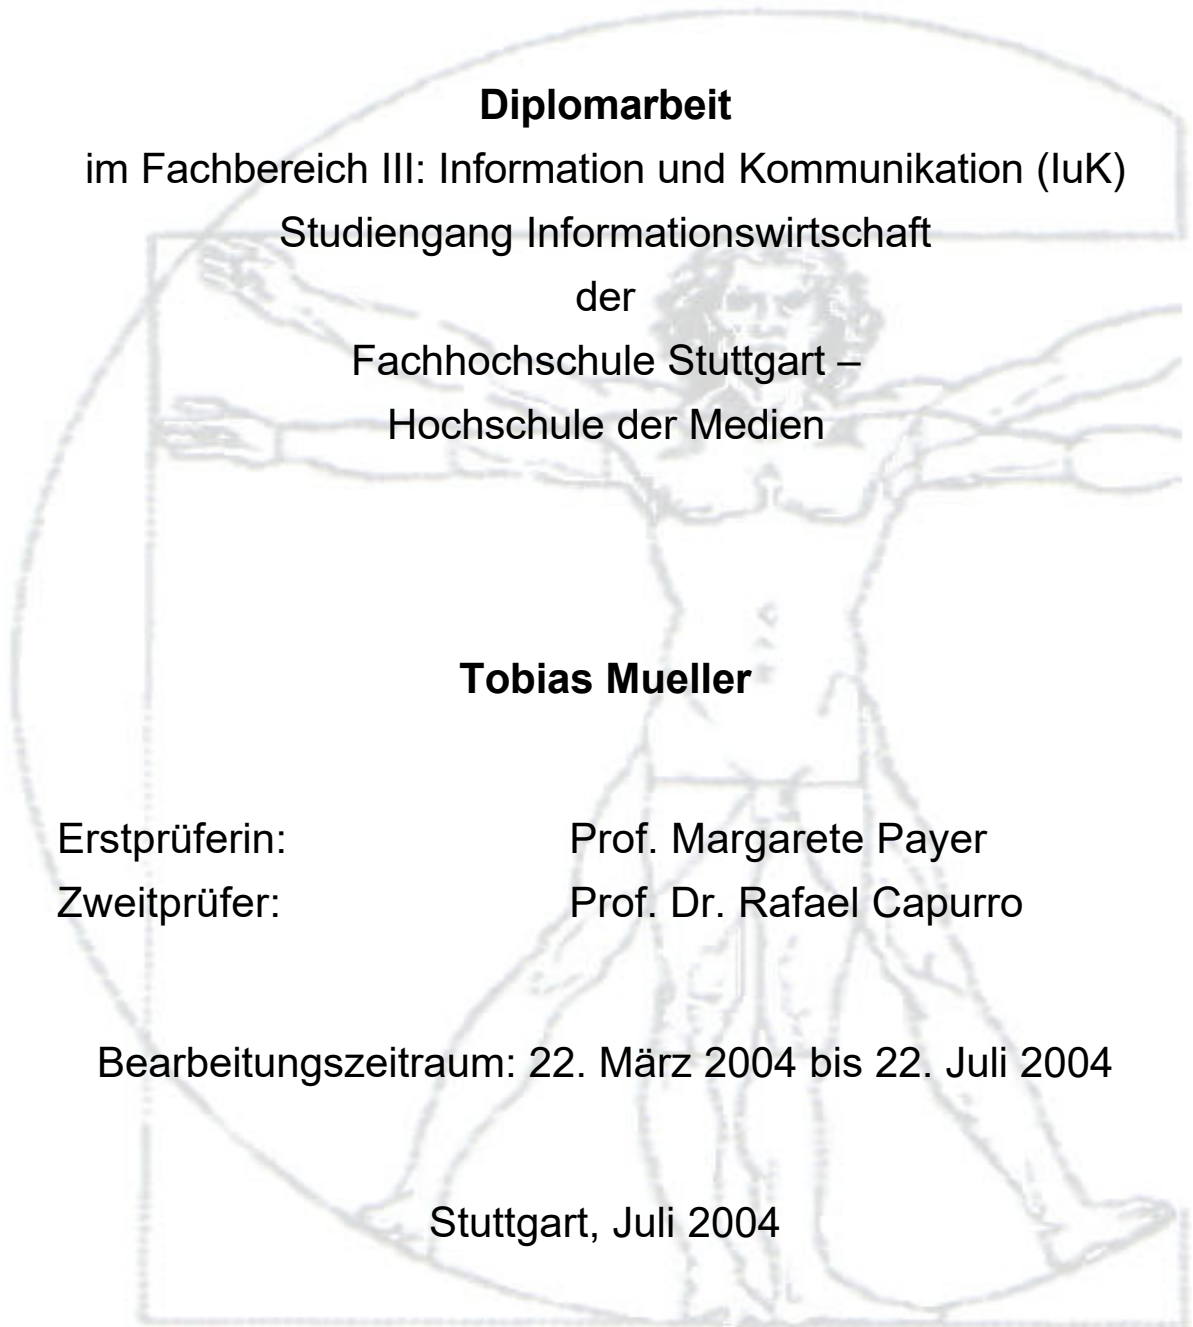 Diplomarbeit
im Fachbereich III: Information und Kommunikation (IuK)
Studiengang Informationswirtschaft
der
Fachhochschule Stuttgart –
Hochschule der Medien
Tobias Mueller
Erstprüferin: Prof. Margarete Payer
Zweitprüfer: Prof. Dr. Rafael Capurro
Bearbeitungszeitraum: 22. März 2004 bis 22. Juli 2004
Stuttgart, Juli 2004